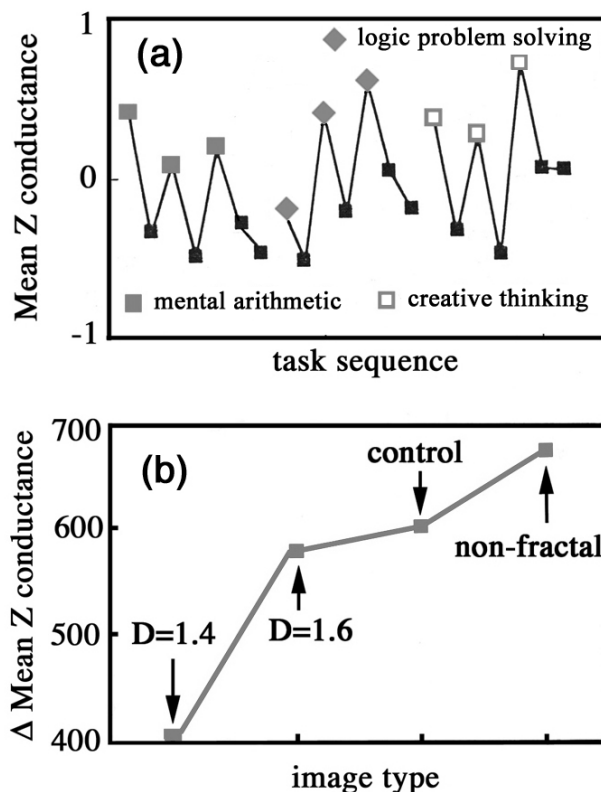 1
(a)
logic problem solving
Mean Z conductance
0
mental arithmetic
creative thinking
-1
task sequence
700
(b)
control
Δ Mean Z conductance
600
non-fractal
D=1.4
D=1.6
500
400
image type